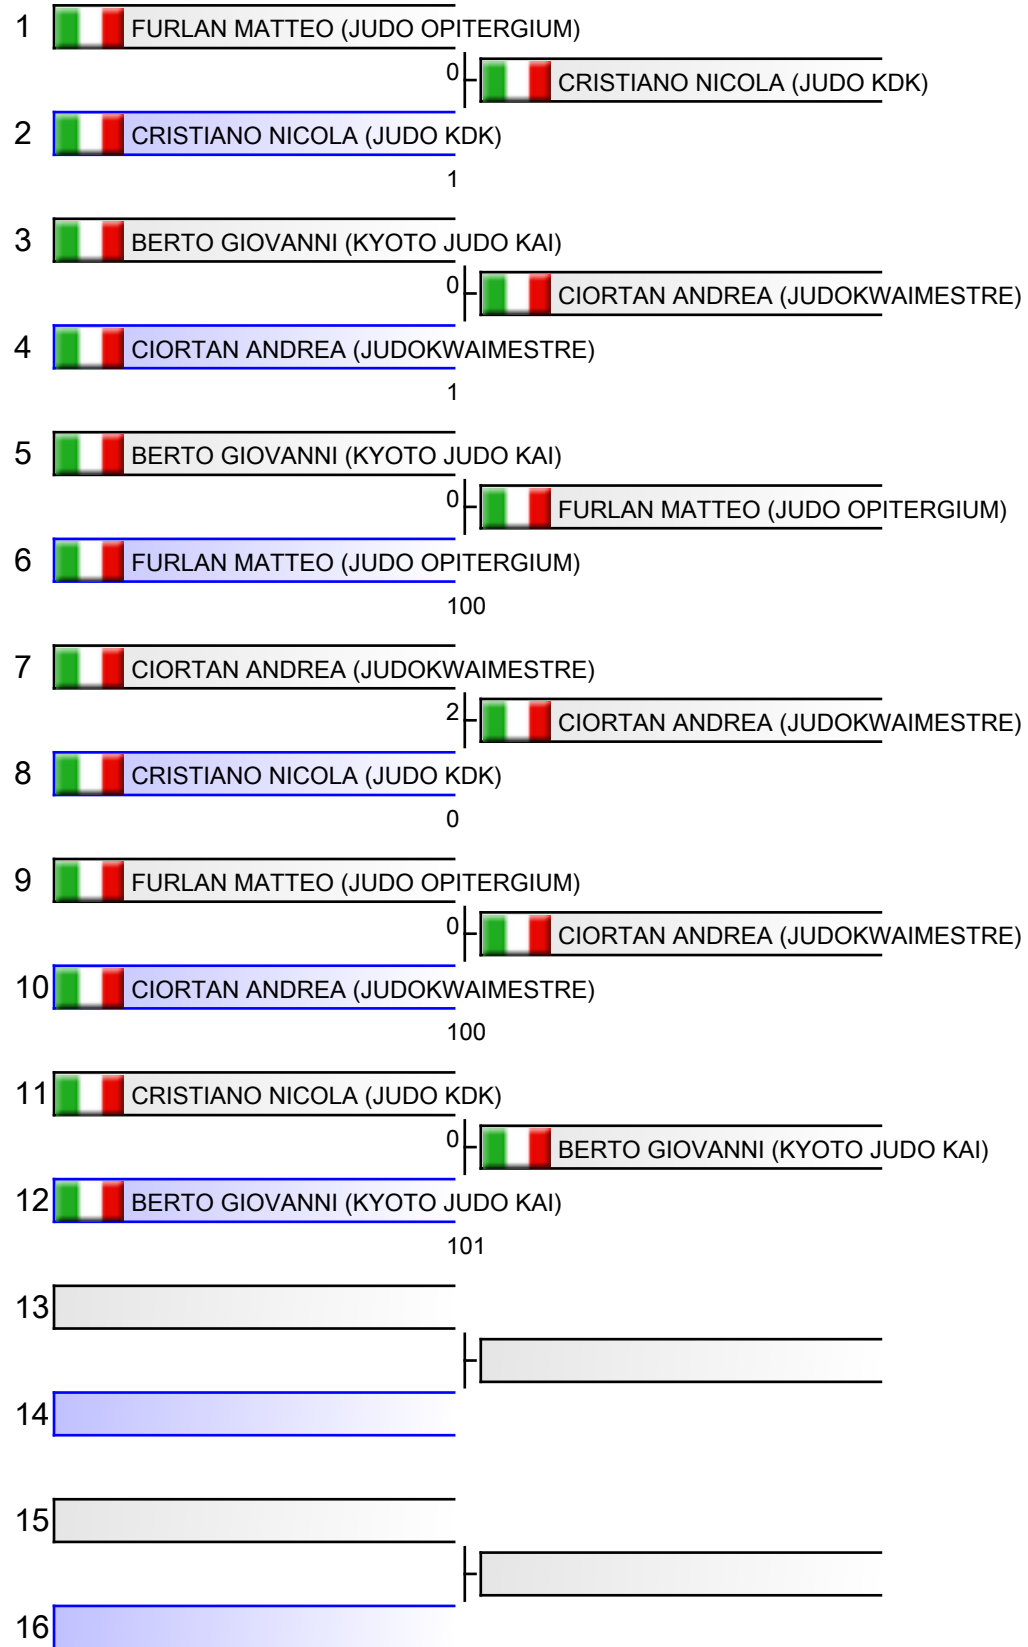 1 FURLAN MATTEO (JUDO OPITERGIUM)
0 CRISTIANO NICOLA (JUDO KDK)
2 CRISTIANO NICOLA (JUDO KDK)
1
3 BERTO GIOVANNI (KYOTO JUDO KAI)
0 CIORTAN ANDREA (JUDOKWAIMESTRE)
4 CIORTAN ANDREA (JUDOKWAIMESTRE)
1
5 BERTO GIOVANNI (KYOTO JUDO KAI)
0 FURLAN MATTEO (JUDO OPITERGIUM)
6 FURLAN MATTEO (JUDO OPITERGIUM)
100
7 CIORTAN ANDREA (JUDOKWAIMESTRE)
2 CIORTAN ANDREA (JUDOKWAIMESTRE)
8 CRISTIANO NICOLA (JUDO KDK)
0
9 FURLAN MATTEO (JUDO OPITERGIUM)
0 CIORTAN ANDREA (JUDOKWAIMESTRE)
10 CIORTAN ANDREA (JUDOKWAIMESTRE)
100
11 CRISTIANO NICOLA (JUDO KDK)
0 BERTO GIOVANNI (KYOTO JUDO KAI)
12 BERTO GIOVANNI (KYOTO JUDO KAI)
101
13
14
15
16